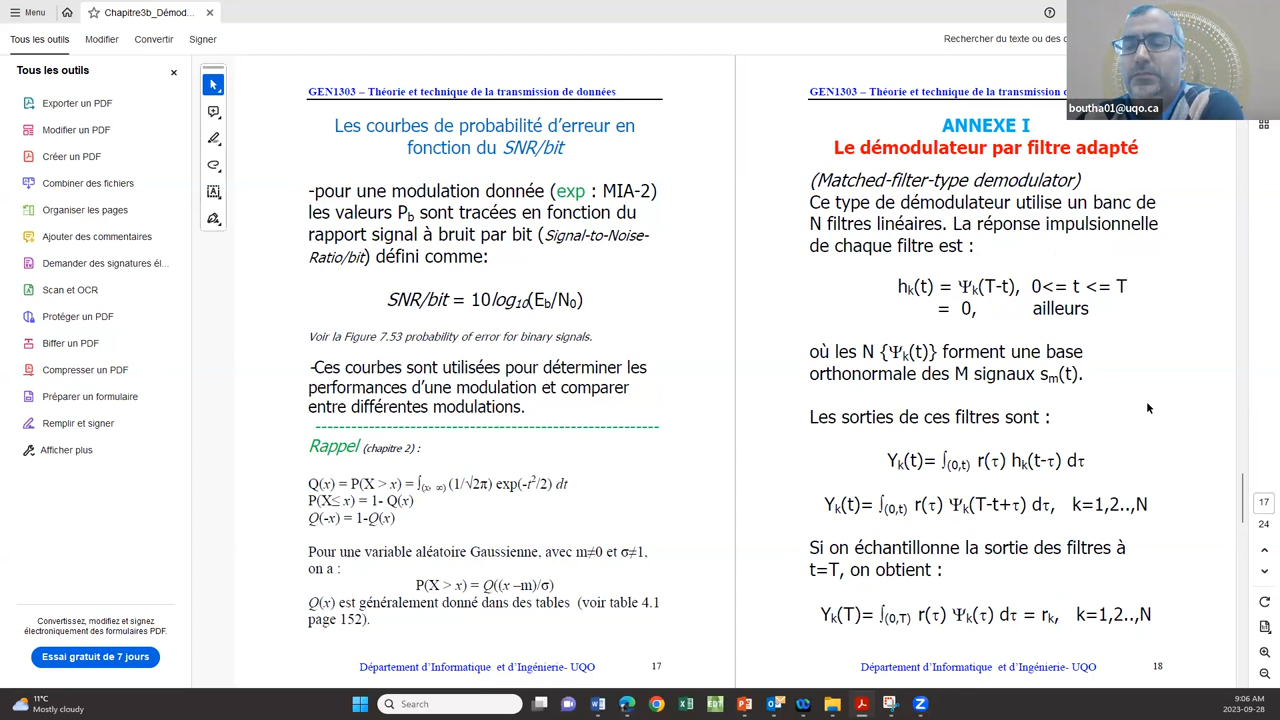 Menu
Chapitre3b_Démod...
Tous les outils
Modifier
Convertir
Signer
Rechercher du texte ou des
Tous les outils
Exporter un PDF
Modifier un PDF
Créer un PDF
Combiner des fichiers
Organiser les pages
Ajouter des commentaires
Demander des signatures él...
Scan et OCR
Protéger un PDF
Biffer un PDF
Compresser un PDF
Préparer un formulaire
Remplir et signer
Afficher plus
Convertissez, modifiez et signez
électroniquement des formulaires PDF.
Essai gratuit de 7 jours
GEN1303 – Théorie et technique de la transmission de données
Les courbes de probabilité d’erreur en
fonction du SNR/bit
-pour une modulation donnée (exp : MIA-2)
les valeurs Pb sont tracées en fonction du
rapport signal à bruit par bit (Signal-to-Noise-
Ratio/bit) défini comme:
SNR/bit = 10log10(Eb/N0)
Voir la Figure 7.53 probability of error for binary signals.
-Ces courbes sont utilisées pour déterminer les
performances d’une modulation et comparer
entre différentes modulations.
Rappel (chapitre 2) :
Q(x) = P(X > x) = ∫(x, ∞) (1/√2π) exp(-t²/2) dt
P(X≤ x) = 1- Q(x)
Q(-x) = 1-Q(x)
Pour une variable aléatoire Gaussienne, avec m≠0 et σ≠1,
on a :
P(X > x) = Q((x –m)/σ)
Q(x) est généralement donné dans des tables (voir table 4.1
page 152).
Département d’Informatique et d’Ingénierie- UQO
17
GEN1303 – Théorie et technique de la transmission de d
ANNEXE I
Le démodulateur par filtre adapté
(Matched-filter-type demodulator)
Ce type de démodulateur utilise un banc de
N filtres linéaires. La réponse impulsionnelle
de chaque filtre est :
hk(t) = Ψk(T-t), 0<= t <= T
= 0, ailleurs
où les N {Ψk(t)} forment une base
orthonormale des M signaux sm(t).
Les sorties de ces filtres sont :
Yk(t)= ∫(0,t) r(τ) hk(t-τ) dτ
Yk(t)= ∫(0,t) r(τ) Ψk(T-t+τ) dτ, k=1,2..,N
Si on échantillonne la sortie des filtres à
t=T, on obtient :
Yk(T)= ∫(0,T) r(τ) Ψk(τ) dτ = rk, k=1,2..,N
Département d’Informatique et d’Ingénierie- UQO
18
boutha01@uqo.ca
17
24
11°C
Mostly cloudy
Search
9:06 AM
2023-09-28